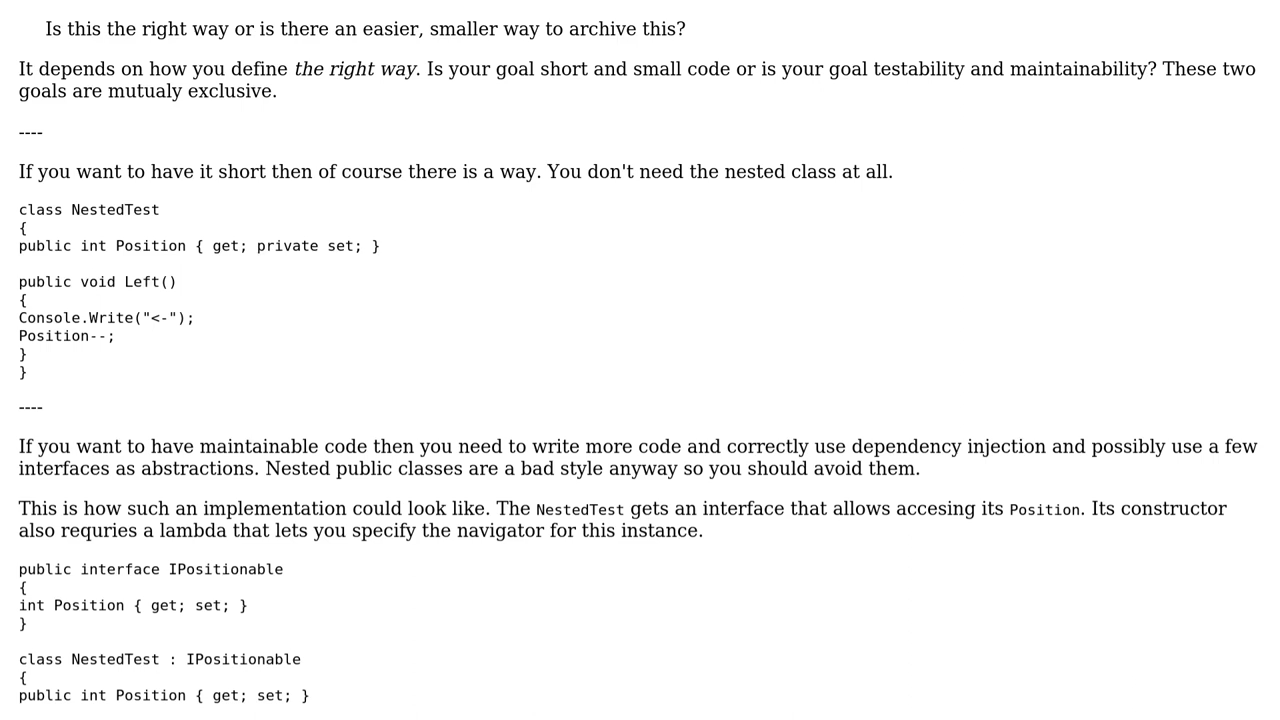 Is this the right way or is there an easier, smaller way to archive this?
It depends on how you define the right way. Is your goal short and small code or is your goal testability and maintainability? These two
goals are mutualy exclusive.
----
If you want to have it short then of course there is a way. You don't need the nested class at all.
class NestedTest
{
public int Position { get; private set; }
public void Left()
{
Console.Write("<-");
Position--;
}
}
----
If you want to have maintainable code then you need to write more code and correctly use dependency injection and possibly use a few
interfaces as abstractions. Nested public classes are a bad style anyway so you should avoid them.
This is how such an implementation could look like. The NestedTest gets an interface that allows accesing its Position. Its constructor
also requries a lambda that lets you specify the navigator for this instance.
public interface IPositionable
{
int Position { get; set; }
}
class NestedTest : IPositionable
{
public int Position { get; set; }